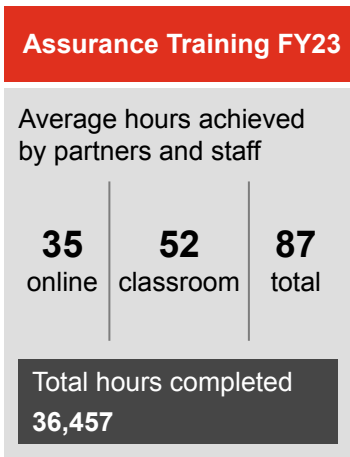 Assurance Training FY23
Average hours achieved
by partners and staff
35 52 87
online classroom total
Total hours completed
36,457